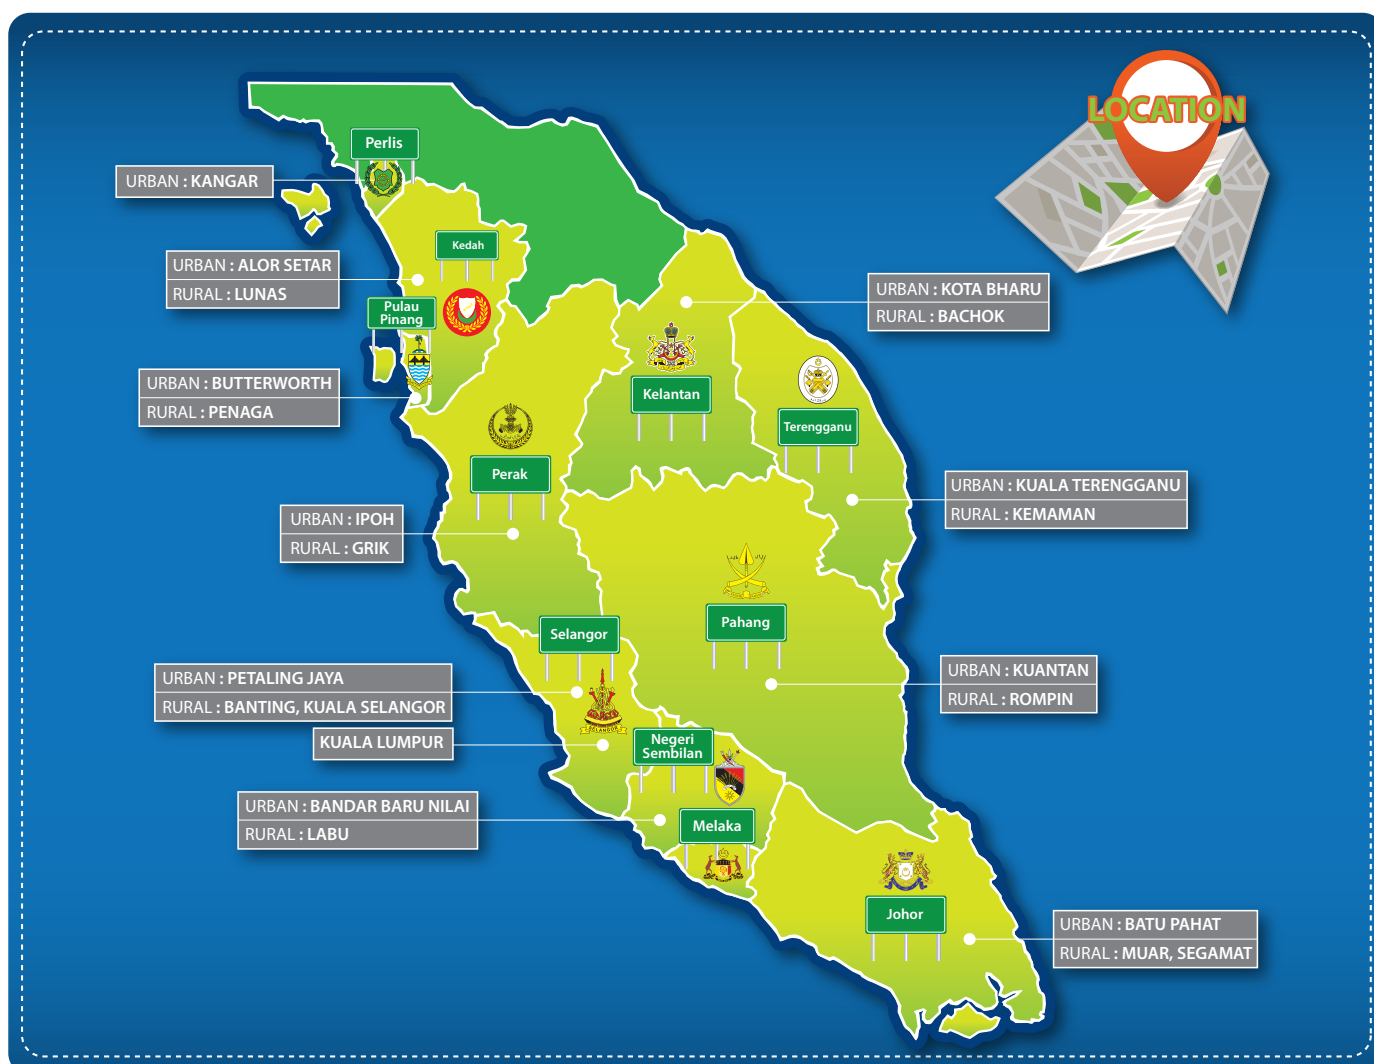 LOCATION
Perlis
URBAN : KANGAR
Kedah
URBAN : ALOR SETAR
RURAL : LUNAS
Pulau
Pinang
URBAN : BUTTERWORTH
RURAL : PENAGA
URBAN : KOTA BHARU
RURAL : BACHOK
Kelantan
Terengganu
URBAN : KUALA TERENGGANU
RURAL : KEMAMAN
Perak
URBAN : IPOH
RURAL : GRIK
Pahang
URBAN : KUANTAN
RURAL : ROMPIN
Selangor
URBAN : PETALING JAYA
RURAL : BANTING, KUALA SELANGOR
SELANGOR
KUALA LUMPUR
Negeri
Sembilan
URBAN : BANDAR BARU NILAI
RURAL : LABU
Melaka
Johor
URBAN : BATU PAHAT
RURAL : MUAR, SEGAMAT